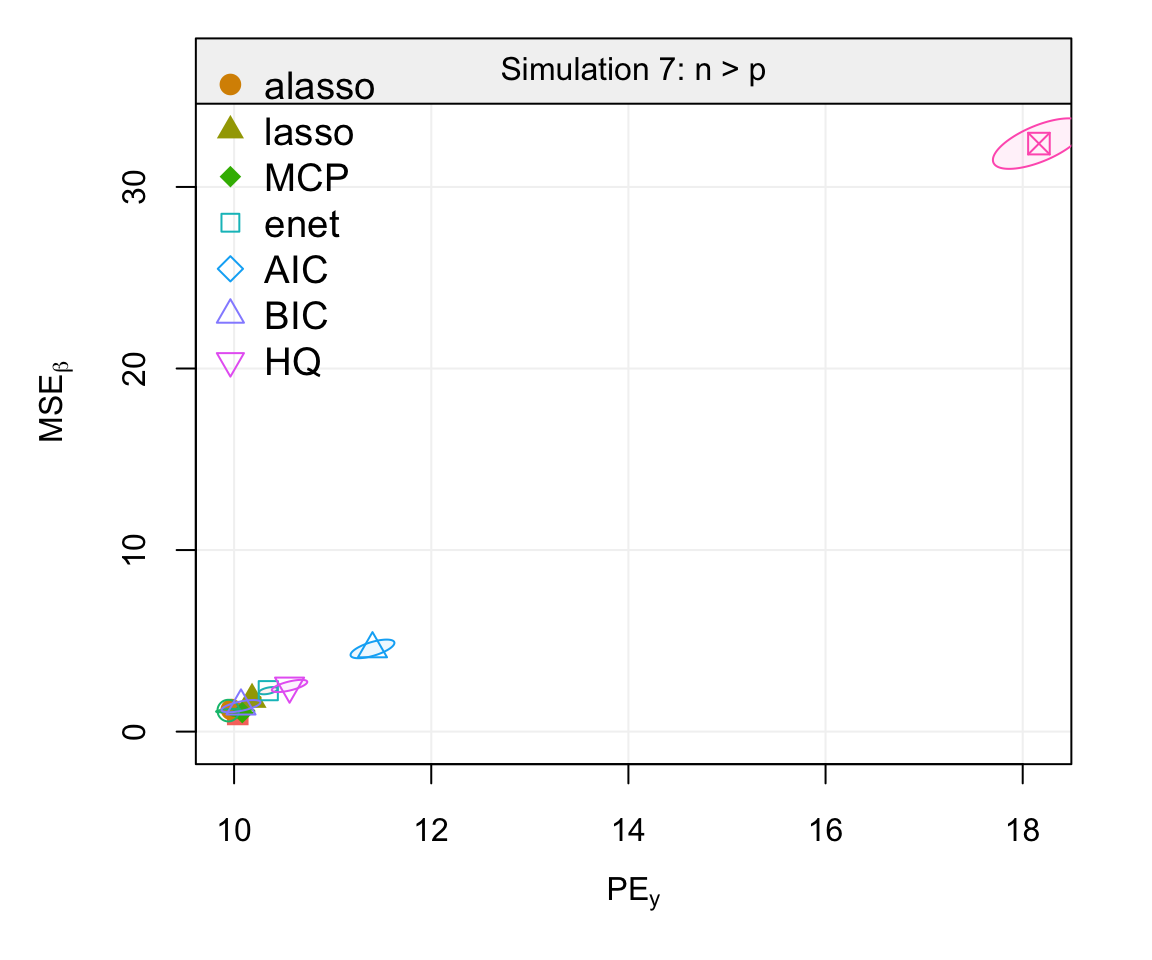 Simulation 7: n > p
alasso
lasso
MCP
enet
AIC
BIC
HQ
30
20
10
0
MSEβ
10 12 14 16 18
PEy